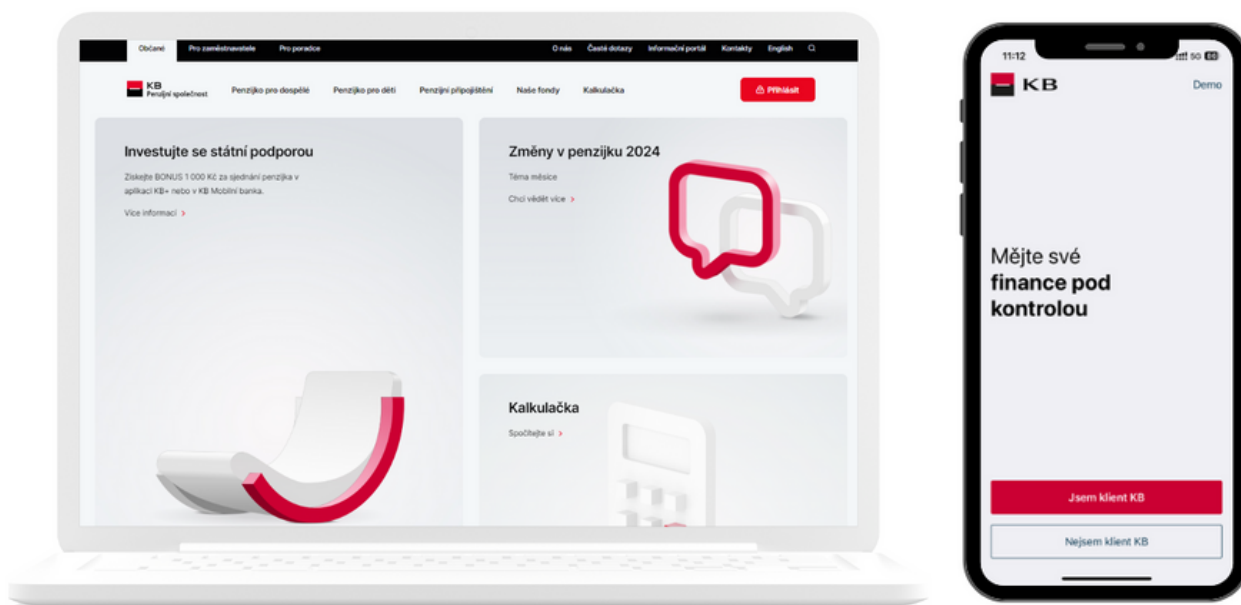 Občané Pro zaměstnavatele Pro poradce O nás Časté dotazy Informační portál Kontakty English
KB
Penzijní společnost
Penzijko pro dospělé Penzijko pro děti Penzijní připojištění Naše fondy Kalkulačka Přihlásit
Investujte se státní podporou
Získejte BONUS 1 000 Kč za sjednání penzijka v
aplikaci KB+ nebo v KB Mobilní banka.
Více informací
Změny v penzijku 2024
Téma měsíce
Chci vědět více
Kalkulačka
Spočítejte si
11:12 5G 86
KB Demo
Mějte své
finance pod
kontrolou
Jsem klient KB
Nejsem klient KB